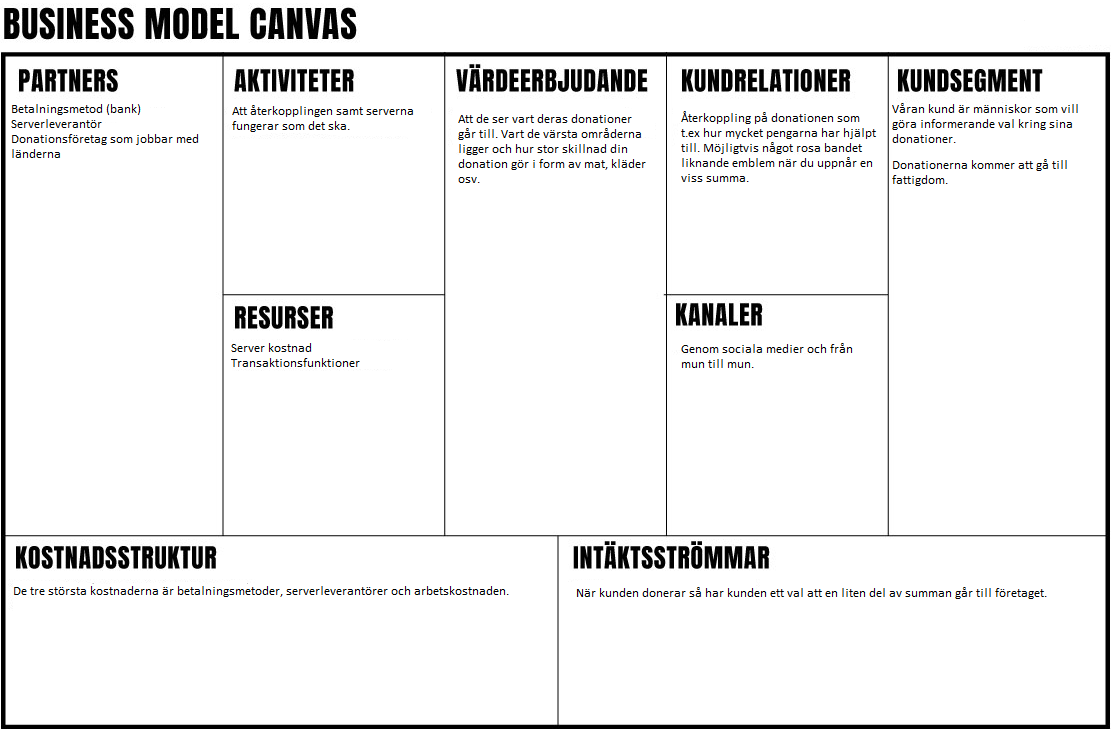 BUSINESS MODEL CANVAS
PARTNERS
Betalningsmetod (bank)
Serverleverantör
Donationsföretag som jobbar med
länderna
AKTIVITETER
Att återkopplingen samt serverna
fungerar som det ska.
RESURSER
Server kostnad
Transaktionsfunktioner
VÄRDEERBJUDANDE
Att de ser vart deras donationer
går till. Vart de värsta områderna
ligger och hur stor skillnad din
donation gör i form av mat, kläder
osv.
KUNDRELATIONER
Återkoppling på donationen som
t.ex hur mycket pengarna har hjälpt
till. Möjligtvis något rosa bandet
liknande emblem när du uppnår en
viss summa.
KANALER
Genom sociala medier och från
mun till mun.
KUNDSEGMENT
Våran kund är människor som vill
göra informerande val kring sina
donationer.
Donationerna kommer att gå till
fattigdom.
KOSTNADSSTRUKTUR
De tre största kostnaderna är betalningsmetoder, serverleverantörer och arbetskostnaden.
INTÄKTSSTRÖMMAR
När kunden donerar så har kunden ett val att en liten del av summan går till företaget.